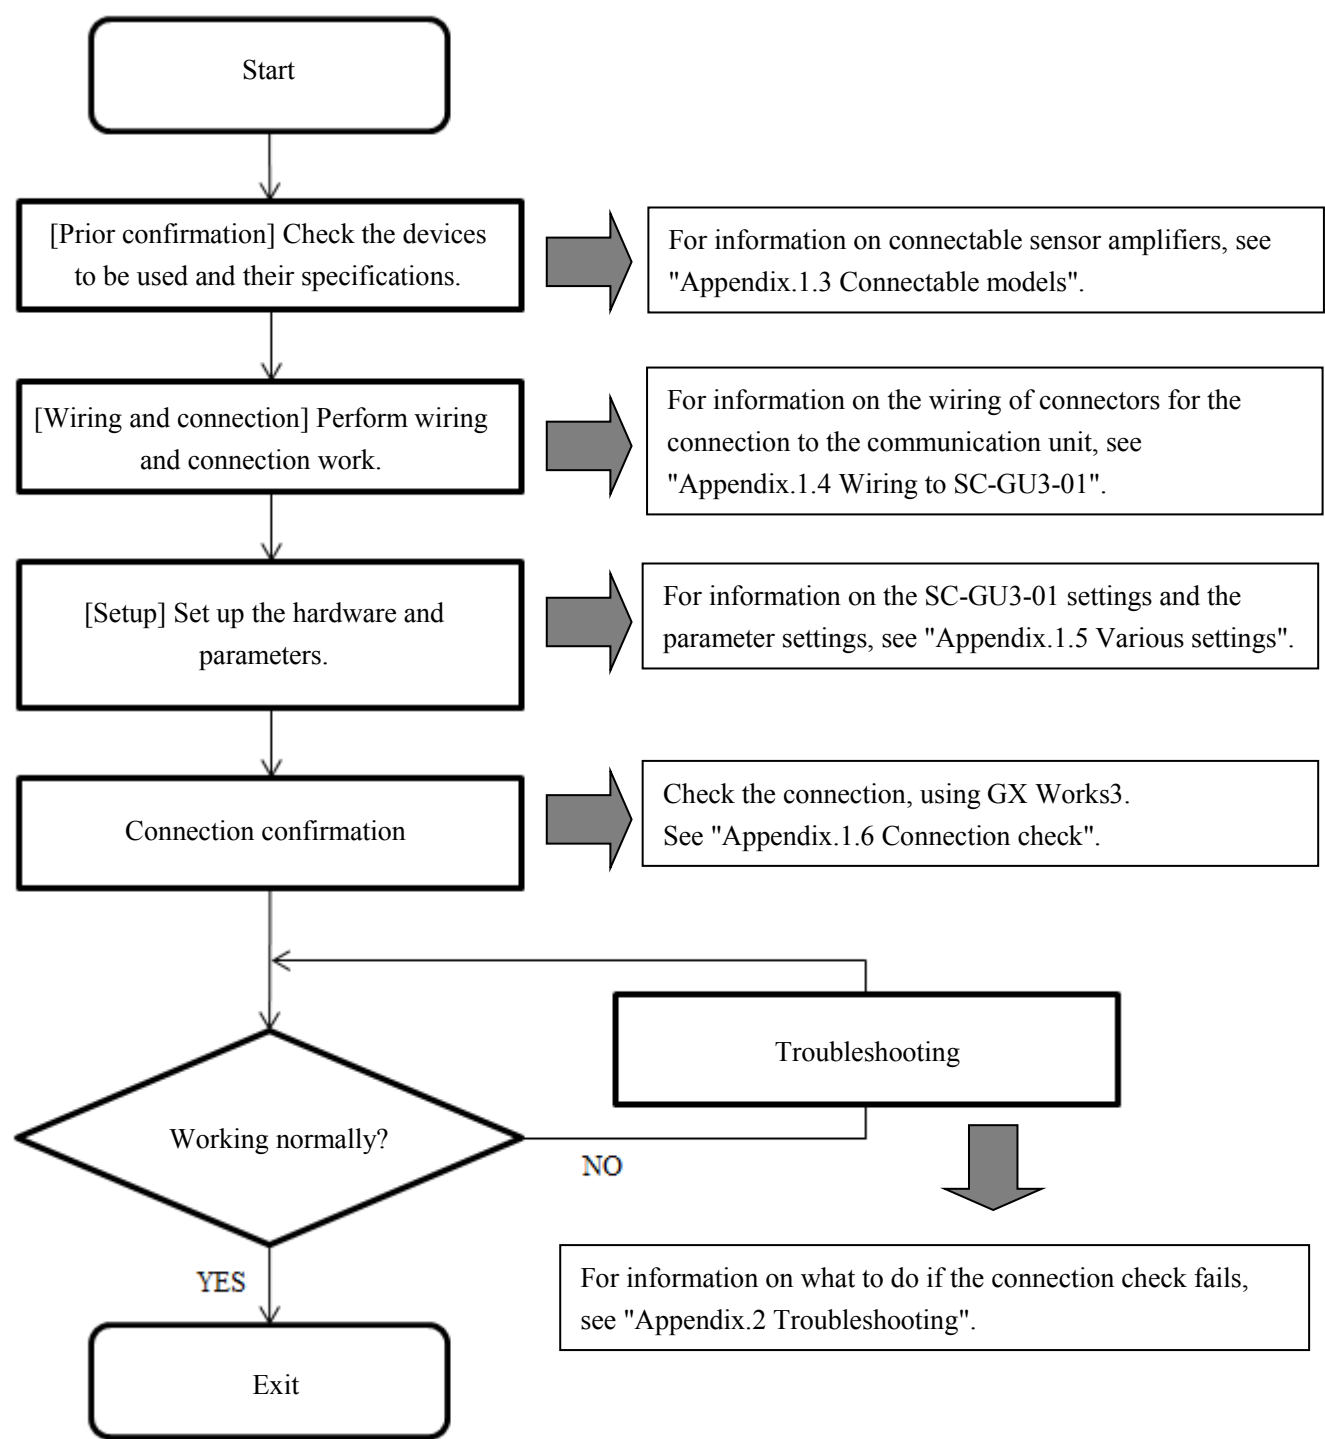 Start
[Prior confirmation] Check the devices
to be used and their specifications.
For information on connectable sensor amplifiers, see
"Appendix.1.3 Connectable models".
[Wiring and connection] Perform wiring
and connection work.
For information on the wiring of connectors for the
connection to the communication unit, see
"Appendix.1.4 Wiring to SC-GU3-01".
[Setup] Set up the hardware and
parameters.
For information on the SC-GU3-01 settings and the
parameter settings, see "Appendix.1.5 Various settings".
Connection confirmation
Check the connection, using GX Works3.
See "Appendix.1.6 Connection check".
Troubleshooting
Working normally?
NO
YES
For information on what to do if the connection check fails,
see "Appendix.2 Troubleshooting".
Exit